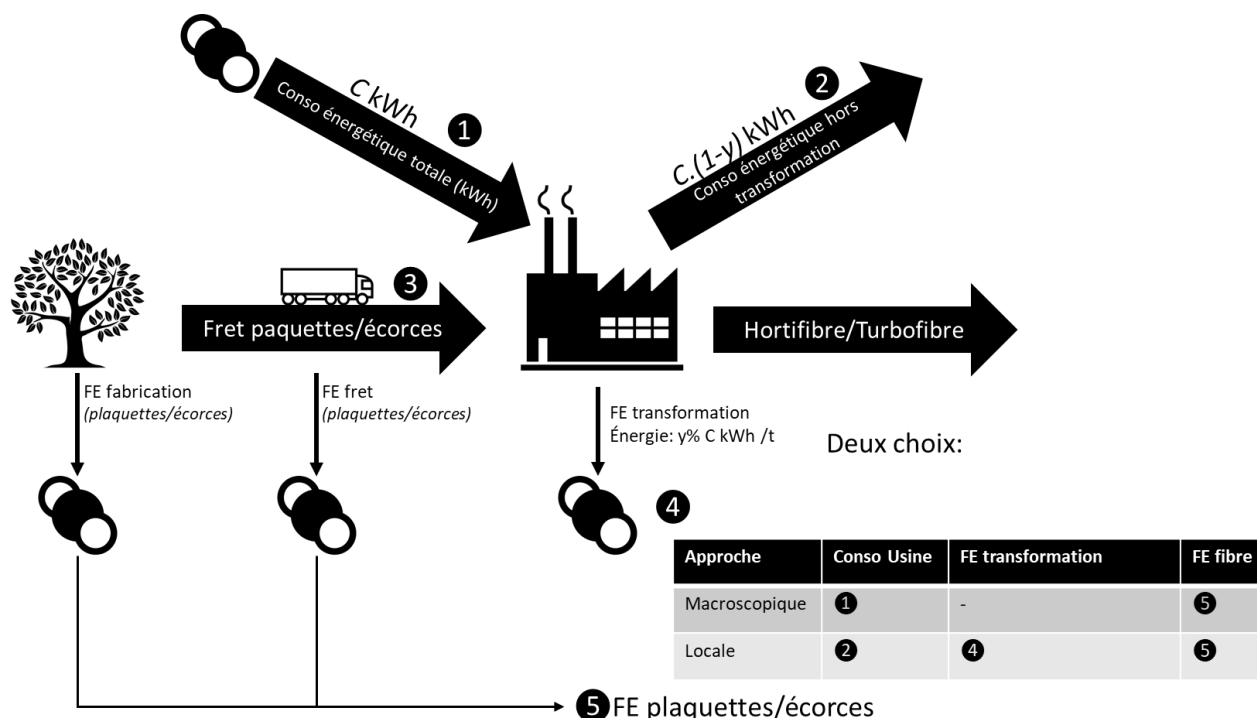 C kWh
1
Conso énergétique totale (kWh)
C.(1-y) kWh
2
Conso énergétique hors
transformation
3
Fret paquettes/écorces
Hortifibre/Turbofibre
FE fabrication
(plaquettes/écorces)
FE fret
(plaquettes/écorces)
FE transformation
Énergie: y% C kWh /t
Deux choix:
4
Approche Conso Usine FE transformation FE fibre
Macroscopique 1 - 5
Locale 2 4 5
5 FE plaquettes/écorces